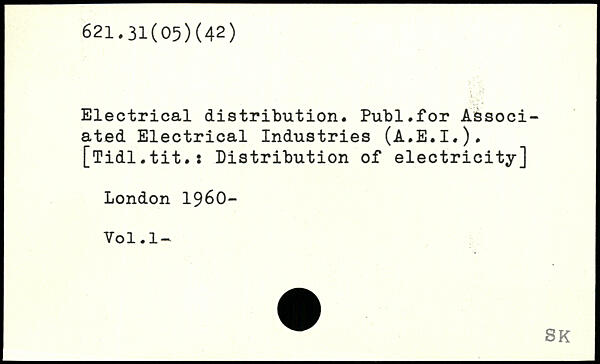 621.31(05)(42)
Electrical distribution. Publ.for Associ-
ated Electrical Industries (A.E.I.).
[Tidl.tit.: Distribution of electricity]
London 1960-
Vol.1-
SK